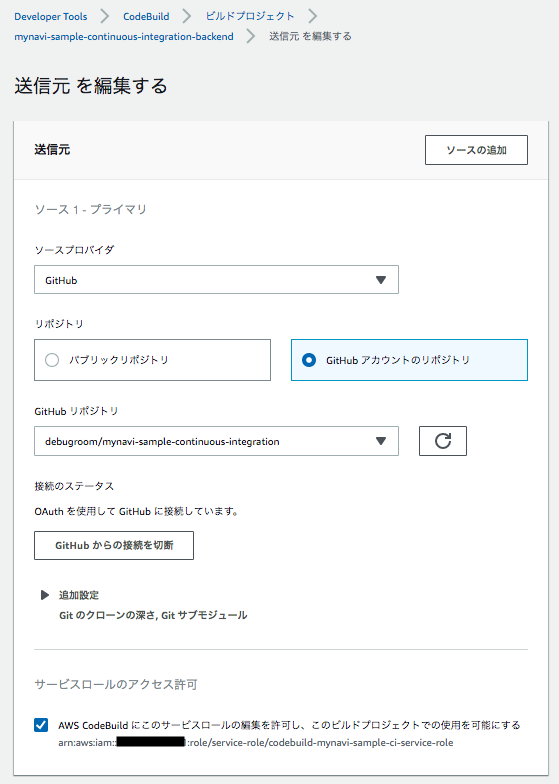 Developer Tools > CodeBuild > ビルドプロジェクト >
mynavi-sample-continuous-integration-backend > 送信元 を編集する
送信元 を編集する
送信元
ソースの追加
ソース 1 - プライマリ
ソースプロバイダ
GitHub
リポジトリ
パブリックリポジトリ
GitHub アカウントのリポジトリ
GitHub リポジトリ
debugroom/mynavi-sample-continuous-integration
接続のステータス
OAuth を使用して GitHub に接続しています。
GitHub からの接続を切断
追加設定
Git のクローンの深さ, Git サブモジュール
サービスロールのアクセス許可
AWS CodeBuild にこのサービスロールの編集を許可し、このビルドプロジェクトでの使用を可能にする
arn:aws:iam:: :role/service-role/codebuild-mynavi-sample-ci-service-role